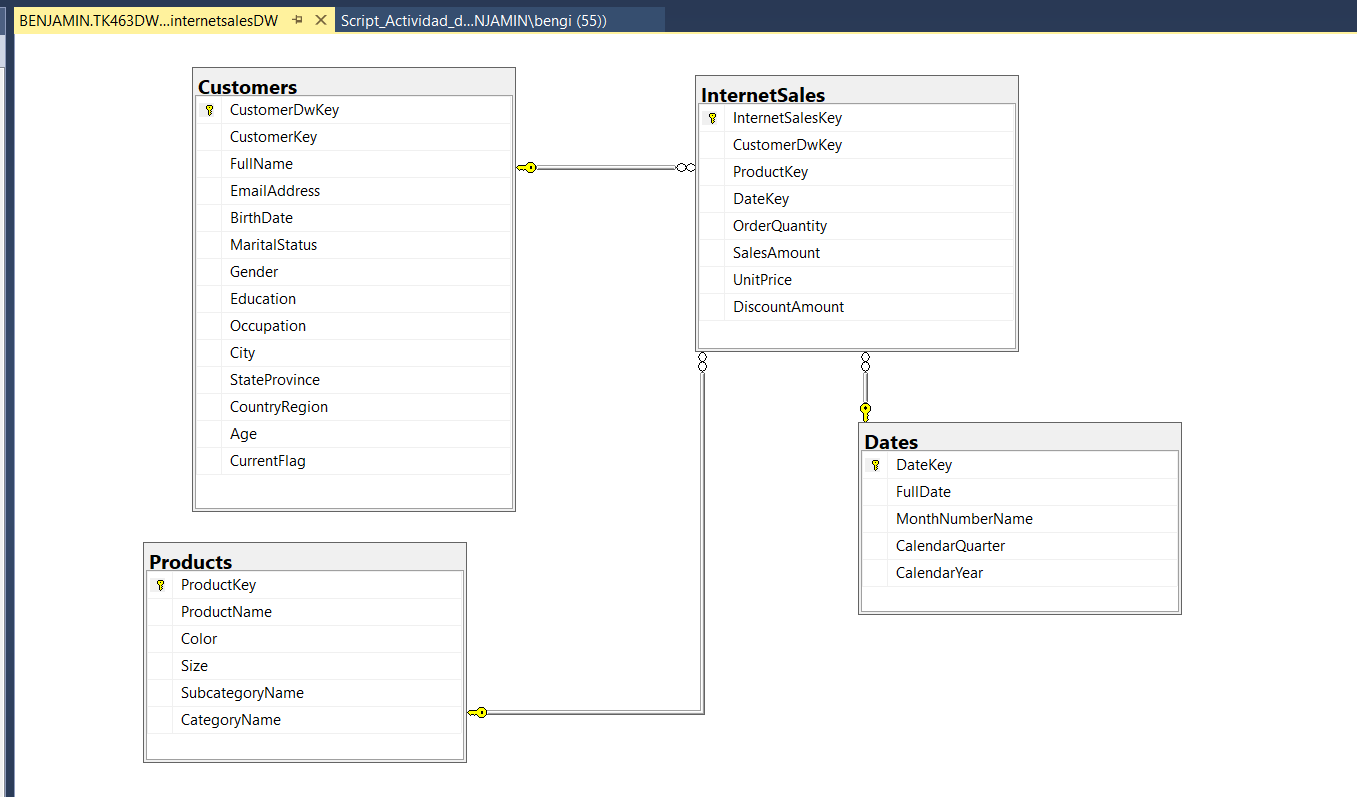 BENJAMIN.TK463DW...internetsalesDW
Script_Actividad_d...NJAMIN\bengi (55))
Customers
CustomerDwKey
CustomerKey
FullName
EmailAddress
BirthDate
MaritalStatus
Gender
Education
Occupation
City
StateProvince
CountryRegion
Age
CurrentFlag
InternetSales
InternetSalesKey
CustomerDwKey
ProductKey
DateKey
OrderQuantity
SalesAmount
UnitPrice
DiscountAmount
Dates
DateKey
FullDate
MonthNumberName
CalendarQuarter
CalendarYear
Products
ProductKey
ProductName
Color
Size
SubcategoryName
CategoryName